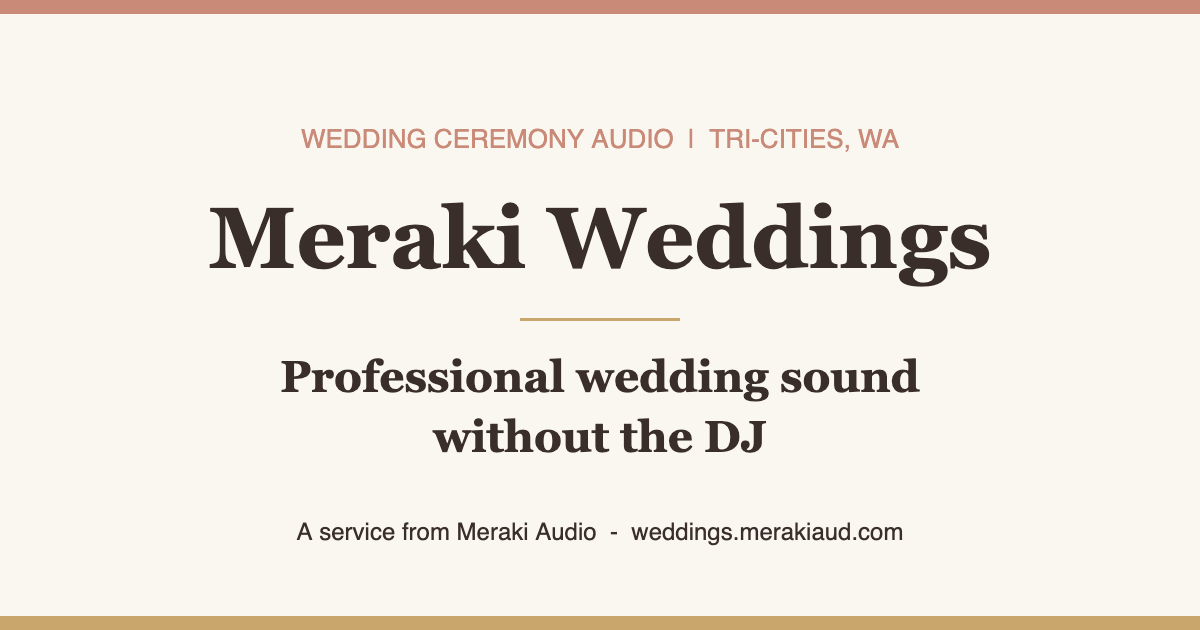 WEDDING CEREMONY AUDIO | TRI-CITIES, WA
Meraki Weddings
Professional wedding sound
without the DJ
A service from Meraki Audio - weddings.merakiaud.com